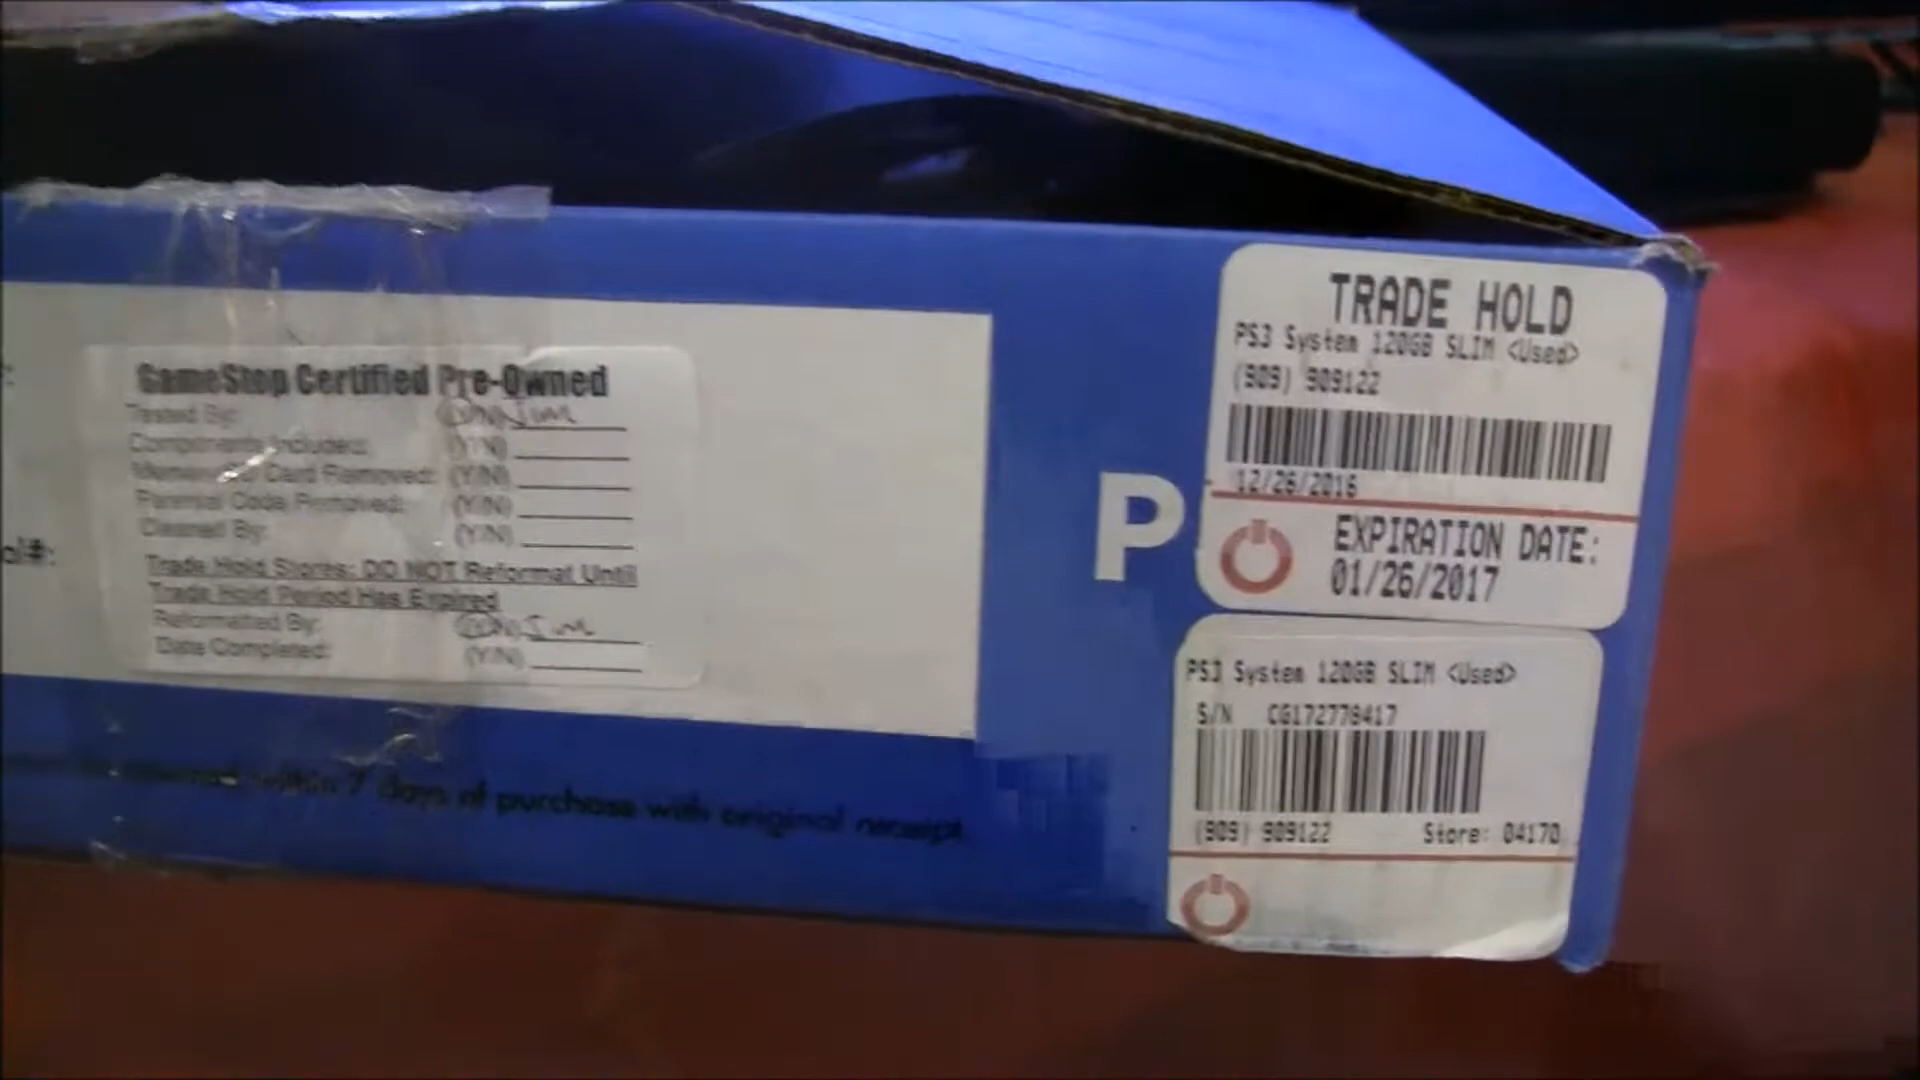 al#:
GameStop Certified Pre-Owned
Tested By:
Components Included: (Y/N)
Memory Card Removed: (Y/N)
Parental Code Removed: (Y/N)
Cleaned By: (Y/N)
Trade Hold Stores: DO NOT Reformat Until
Trade Hold Period Has Expired
Reformatted By:
Date Completed: (Y/N)
within 7 days of purchase with original receipt.
P
TRADE HOLD
PS3 System 120GB SLIM <Used>
(909) 909122
12/26/2016
EXPIRATION DATE:
01/26/2017
PS3 System 120GB SLIM <Used>
S/N CG172778417
(909) 909122 Store: 04170